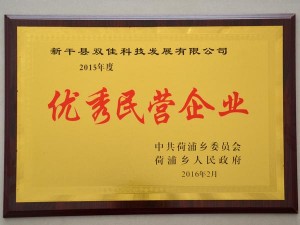 新平县双佳科技发展有限公司
2015年度
优秀民营企业
中共荷浦乡委员会
荷浦乡人民政府
2016年2月